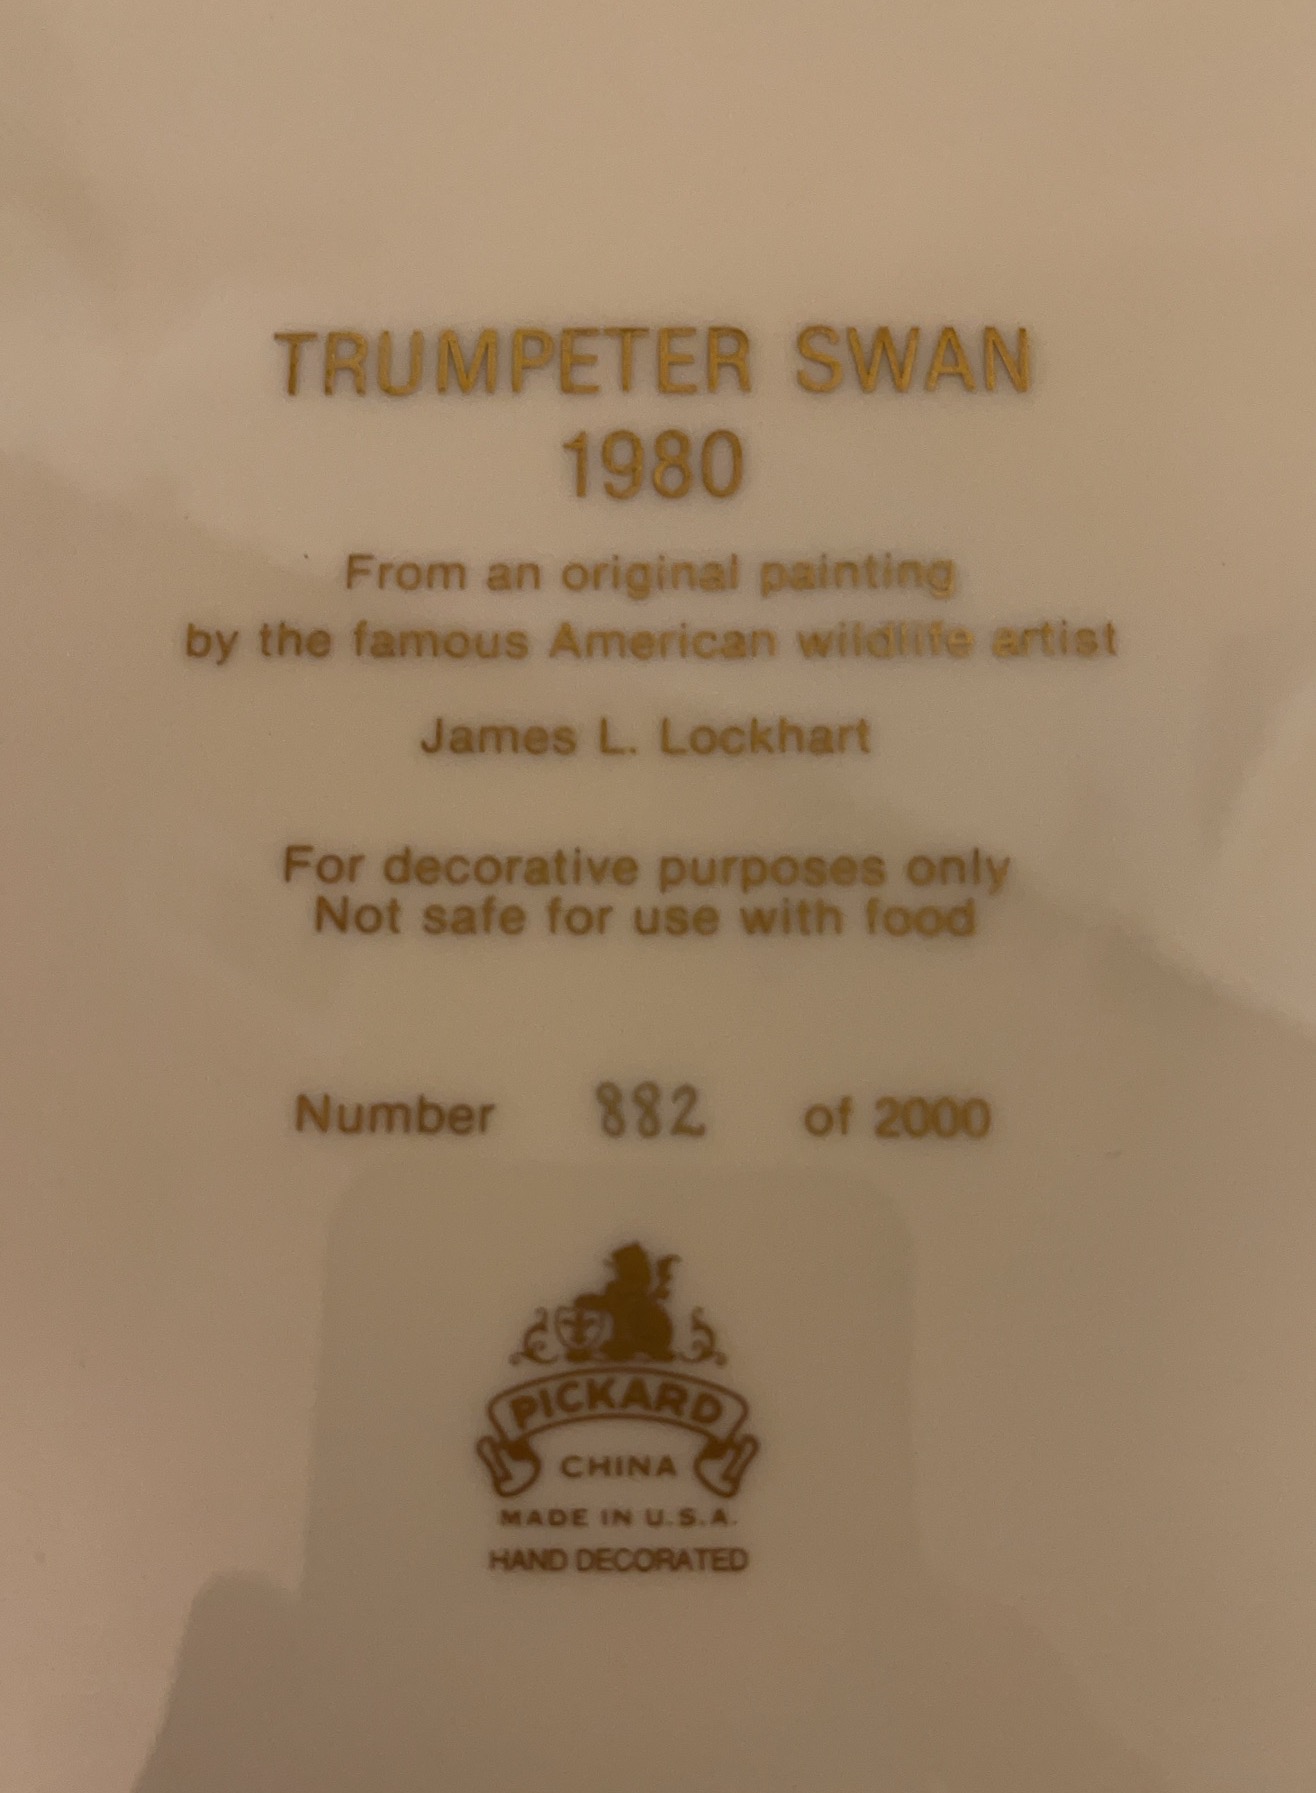 TRUMPETER SWAN
1980
From an original painting
by the famous American wildlife artist
James L. Lockhart
For decorative purposes only
Not safe for use with food
Number 882 of 2000
PICKARD
CHINA
MADE IN U.S.A.
HAND DECORATED